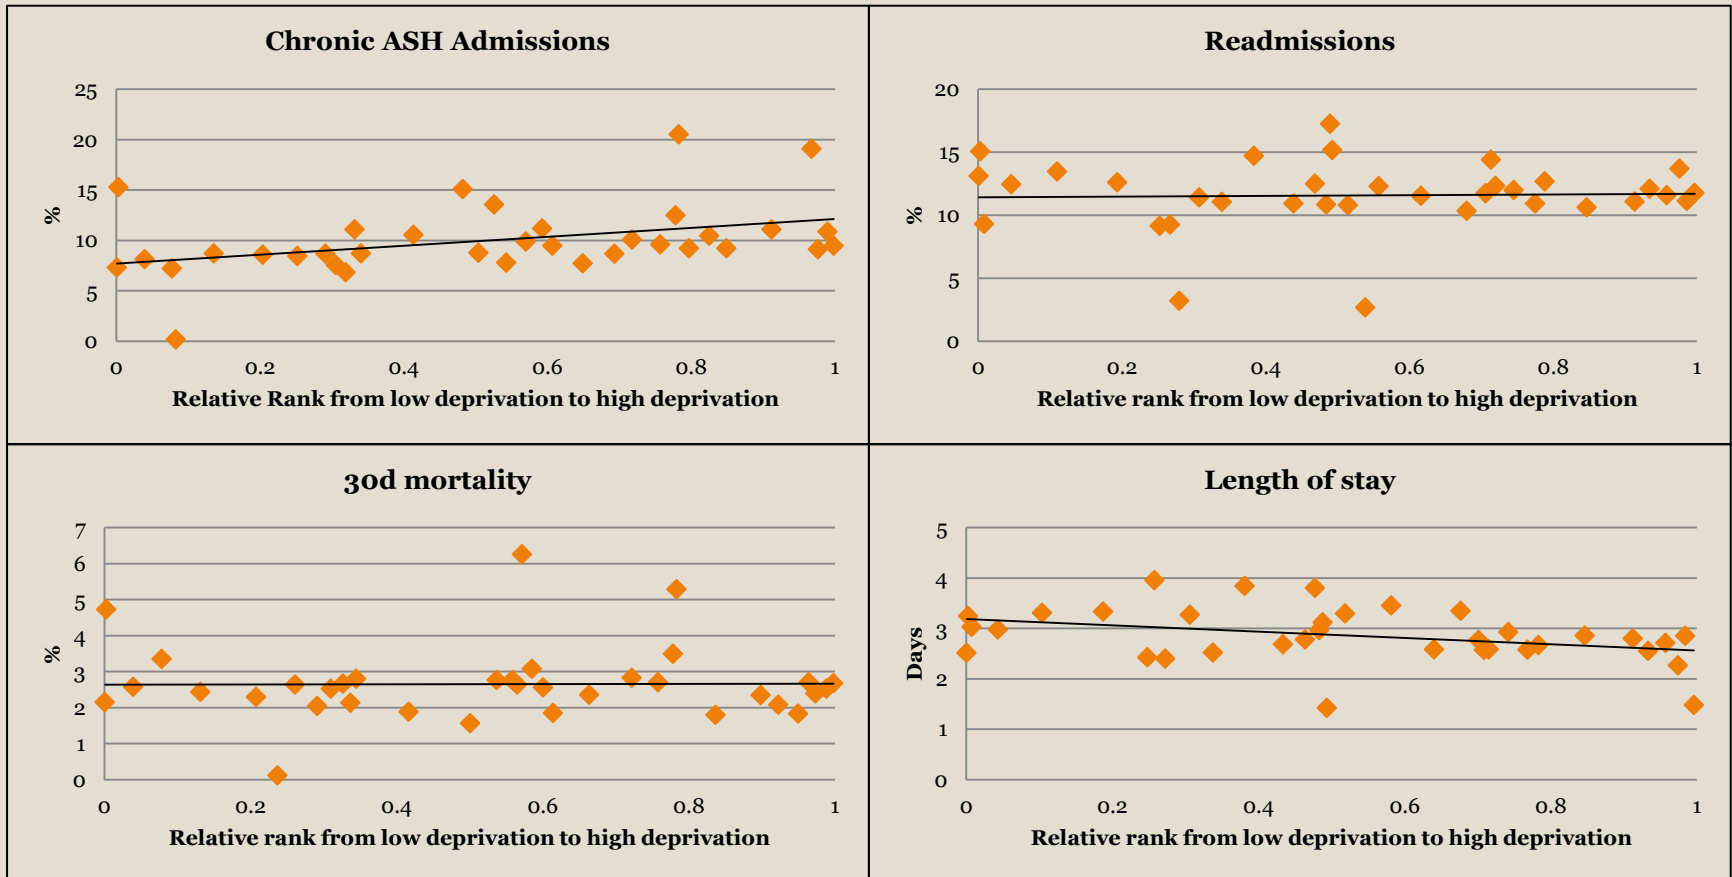 Chronic ASH Admissions
25
20
15
10
5
0
%
0 0.2 0.4 0.6 0.8 1
Relative Rank from low deprivation to high deprivation
Readmissions
20
15
10
5
0
%
0 0.2 0.4 0.6 0.8 1
Relative rank from low deprivation to high deprivation
30d mortality
7
6
5
4
3
2
1
0
%
0 0.2 0.4 0.6 0.8 1
Relative rank from low deprivation to high deprivation
Length of stay
5
4
3
2
1
0
Days
0 0.2 0.4 0.6 0.8 1
Relative rank from low deprivation to high deprivation